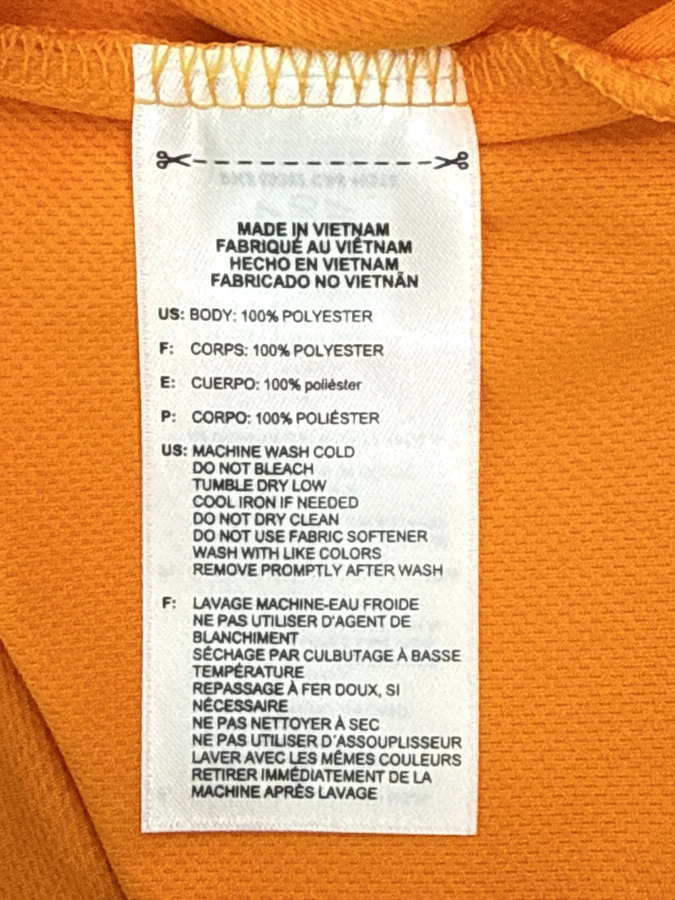 MADE IN VIETNAM
FABRIQUÉ AU VIÊTNAM
HECHO EN VIETNAM
FABRICADO NO VIETNÃN
US: BODY: 100% POLYESTER
F: CORPS: 100% POLYESTER
E: CUERPO: 100% poliéster
P: CORPO: 100% POLIÉSTER
US: MACHINE WASH COLD
DO NOT BLEACH
TUMBLE DRY LOW
COOL IRON IF NEEDED
DO NOT DRY CLEAN
DO NOT USE FABRIC SOFTENER
WASH WITH LIKE COLORS
REMOVE PROMPTLY AFTER WASH
F: LAVAGE MACHINE-EAU FROIDE
NE PAS UTILISER D'AGENT DE
BLANCHIMENT
SÉCHAGE PAR CULBUTAGE À BASSE
TEMPÉRATURE
REPASSAGE À FER DOUX, SI
NÉCESSAIRE
NE PAS NETTOYER À SEC
NE PAS UTILISER D'ASSOUPLISSEUR
LAVER AVEC LES MÊMES COULEURS
RETIRER IMMÉDIATEMENT DE LA
MACHINE APRÈS LAVAGE